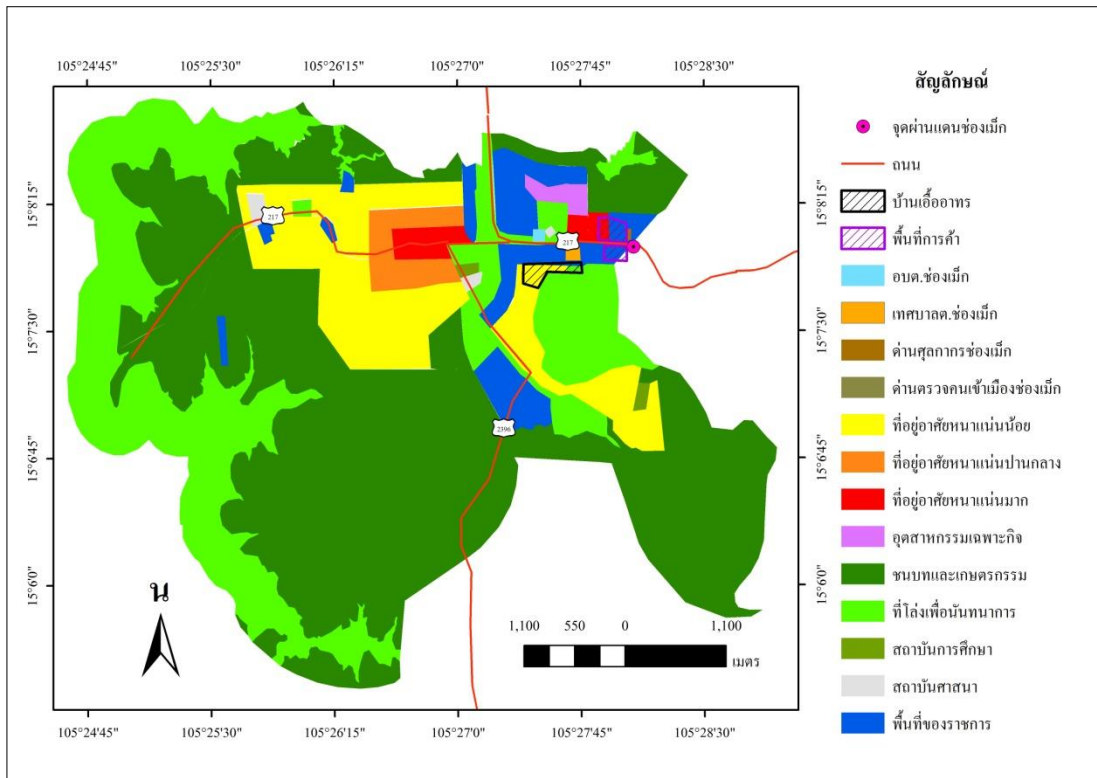 105°24'45" 105°25'30" 106°26'15" 105°27'0" 105°27'45" 105°28'30"
สัญลักษณ์
จุดผ่านแดนช่องเม็ก
ถนน
บ้านเอื้ออาทร
พื้นที่การค้า
อบต.ช่องเม็ก
เทศบาลต.ช่องเม็ก
ด่านศุลกากรช่องเม็ก
ด่านตรวจคนเข้าเมืองช่องเม็ก
ที่อยู่อาศัยหนาแน่นน้อย
ที่อยู่อาศัยหนาแน่นปานกลาง
ที่อยู่อาศัยหนาแน่นมาก
อุตสาหกรรมเฉพาะกิจ
ชนบทและเกษตรกรรม
ที่โล่งเพื่อนันทนาการ
สถาบันการศึกษา
สถาบันศาสนา
พื้นที่ของราชการ
15°8'15" 15°8'15"
217 217
15°7'30" 15°7'30"
2396
15°6'45" 15°6'45"
15°6'0" 15°6'0"
น
1,100 550 0 1,100
เมตร
105°24'45" 105°25'30" 105°26'15" 105°27'0" 105°27'45" 105°28'30"